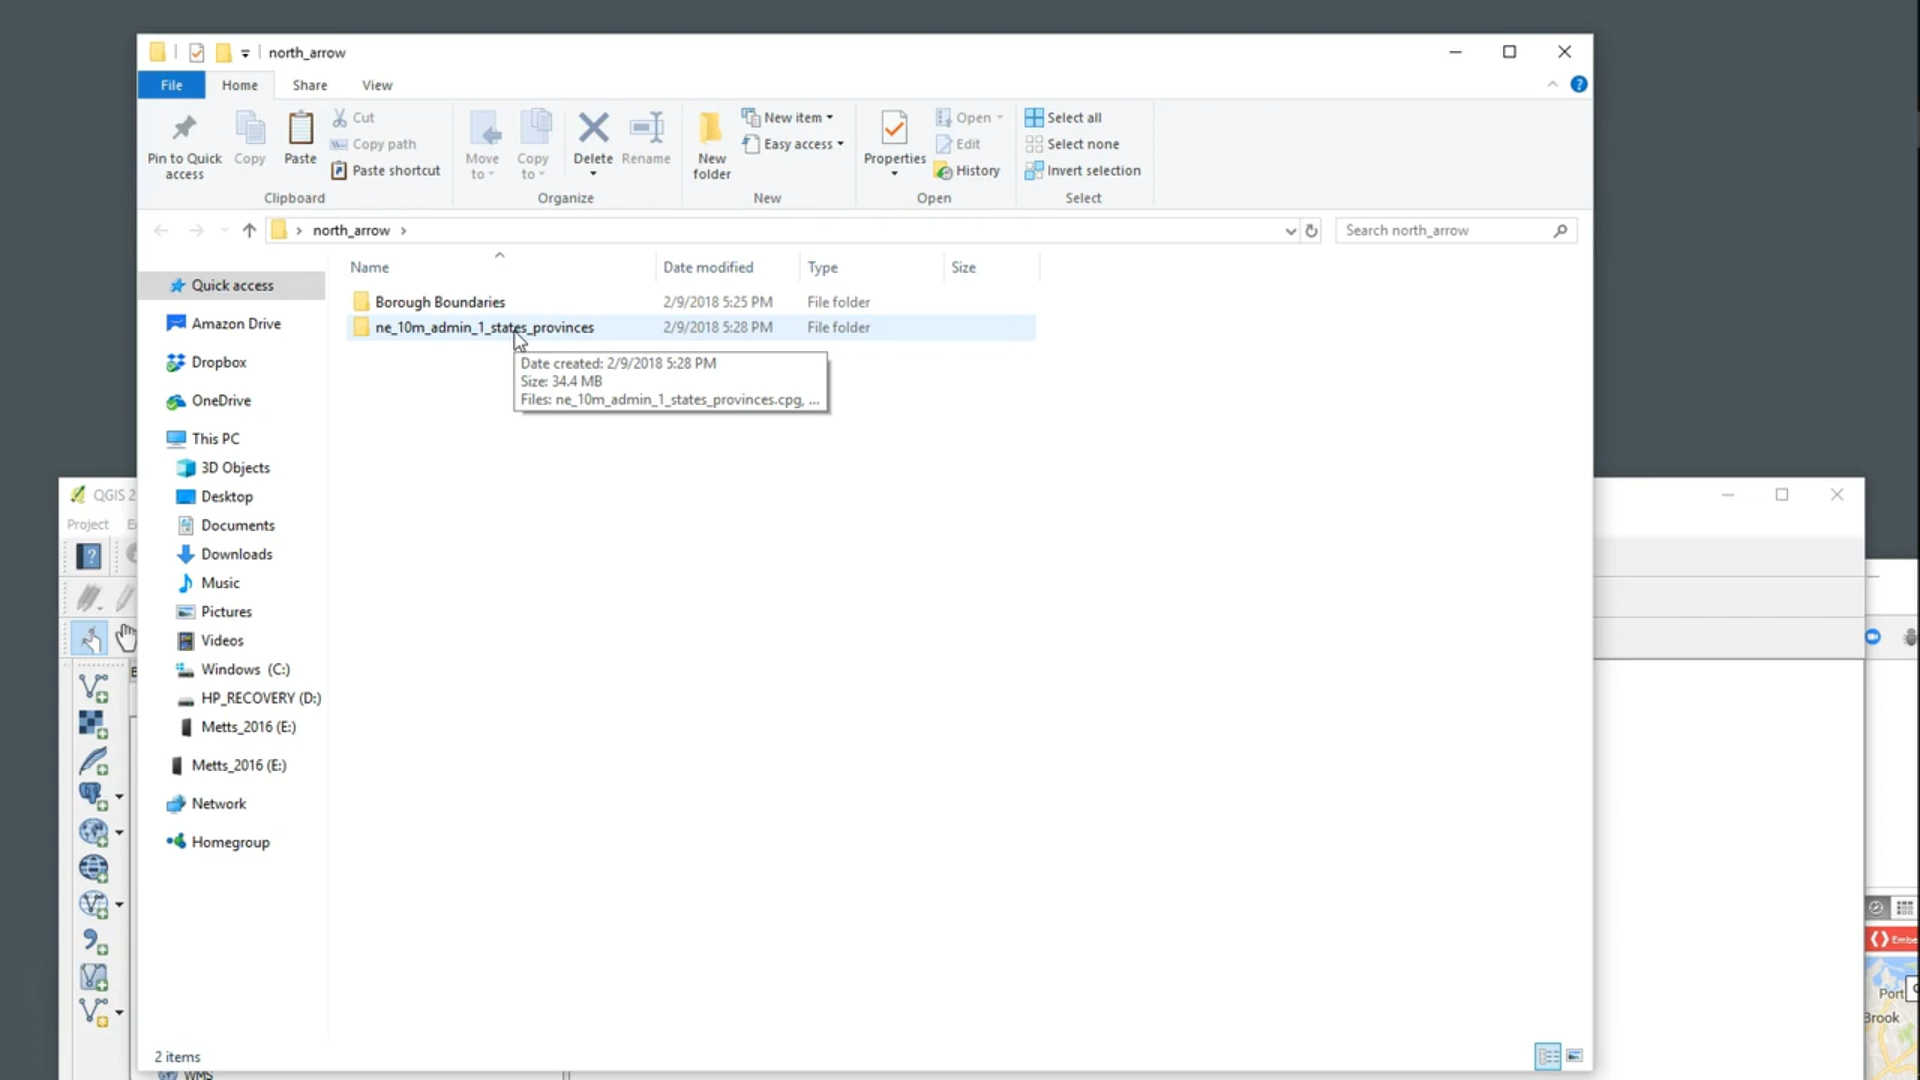 north_arrow
File
Home
Share
View
Pin to Quick access
Copy
Paste
Cut
Copy path
Paste shortcut
Clipboard
Move to
Copy to
Delete
Rename
Organize
New folder
New item
Easy access
New
Properties
Open
Edit
History
Open
Select all
Select none
Invert selection
Select
north_arrow
Search north_arrow
Name
Date modified
Type
Size
Borough Boundaries 2/9/2018 5:25 PM File folder
ne_10m_admin_1_states_provinces 2/9/2018 5:28 PM File folder
Date created: 2/9/2018 5:28 PM
Size: 34.4 MB
Files: ne_10m_admin_1_states_provinces.cpg, ...
Quick access
Amazon Drive
Dropbox
OneDrive
This PC
3D Objects
Desktop
Documents
Downloads
Music
Pictures
Videos
Windows (C:)
HP_RECOVERY (D:)
Metts_2016 (E:)
Metts_2016 (E:)
Network
Homegroup
2 items
QGIS 2
Project E
WMS
Embe
Port
Brook